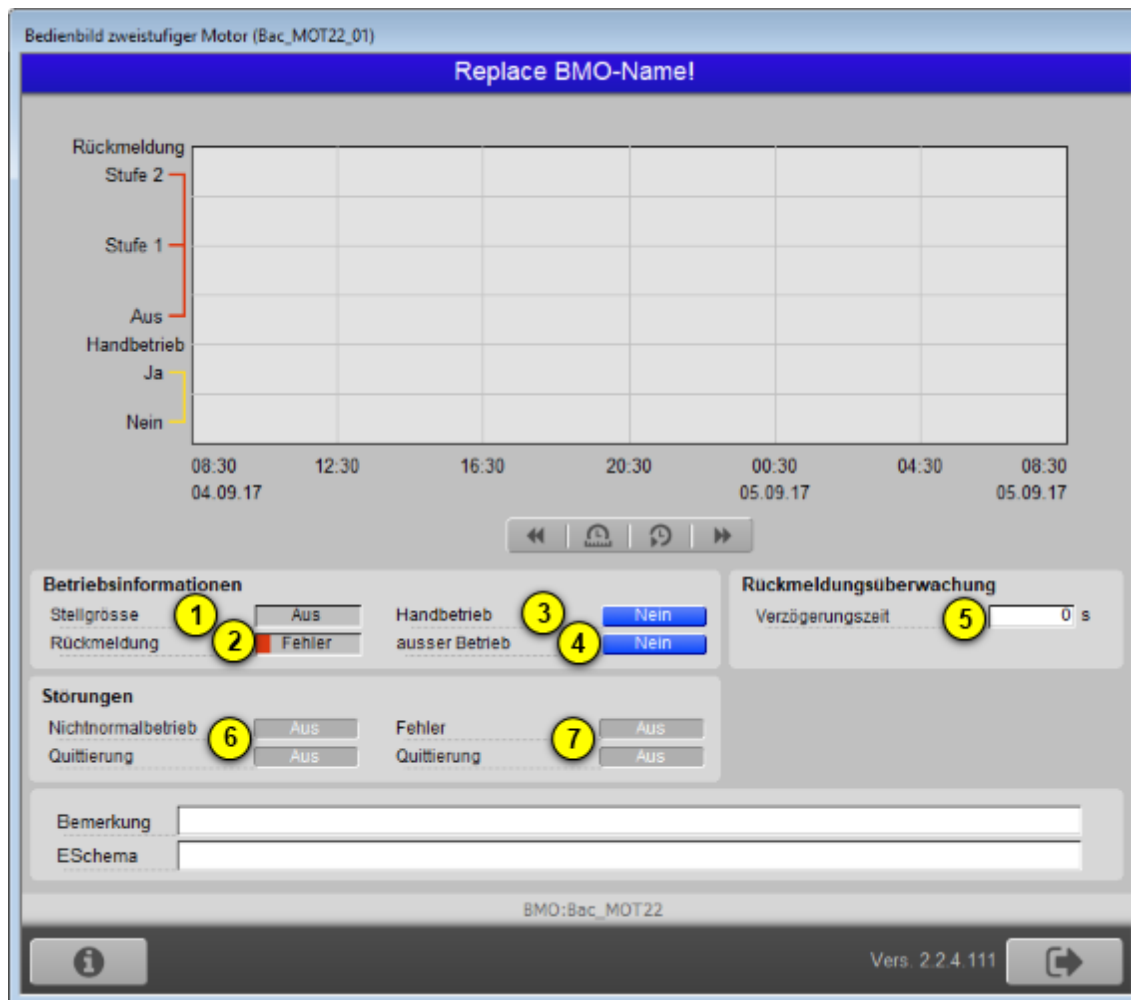 Bedienbild zweistufiger Motor (Bac_MOT22_01)
Replace BMO-Name!
Rückmeldung
Stufe 2
Stufe 1
Aus
Handbetrieb
Ja
Nein
08:30 12:30 16:30 20:30 00:30 04:30 08:30
04.09.17 05.09.17 05.09.17
Betriebsinformationen
Stellgrösse 1 Aus
Rückmeldung 2 Fehler
Handbetrieb 3 Nein
ausser Betrieb 4 Nein
Rückmeldungsüberwachung
Verzögerungszeit 5 0 s
Störungen
Nichtnormalbetrieb 6 Aus
Quittierung Aus
Fehler 7 Aus
Quittierung Aus
Bemerkung
ESchema
BMO:Bac_MOT22
Vers. 2.2.4.111